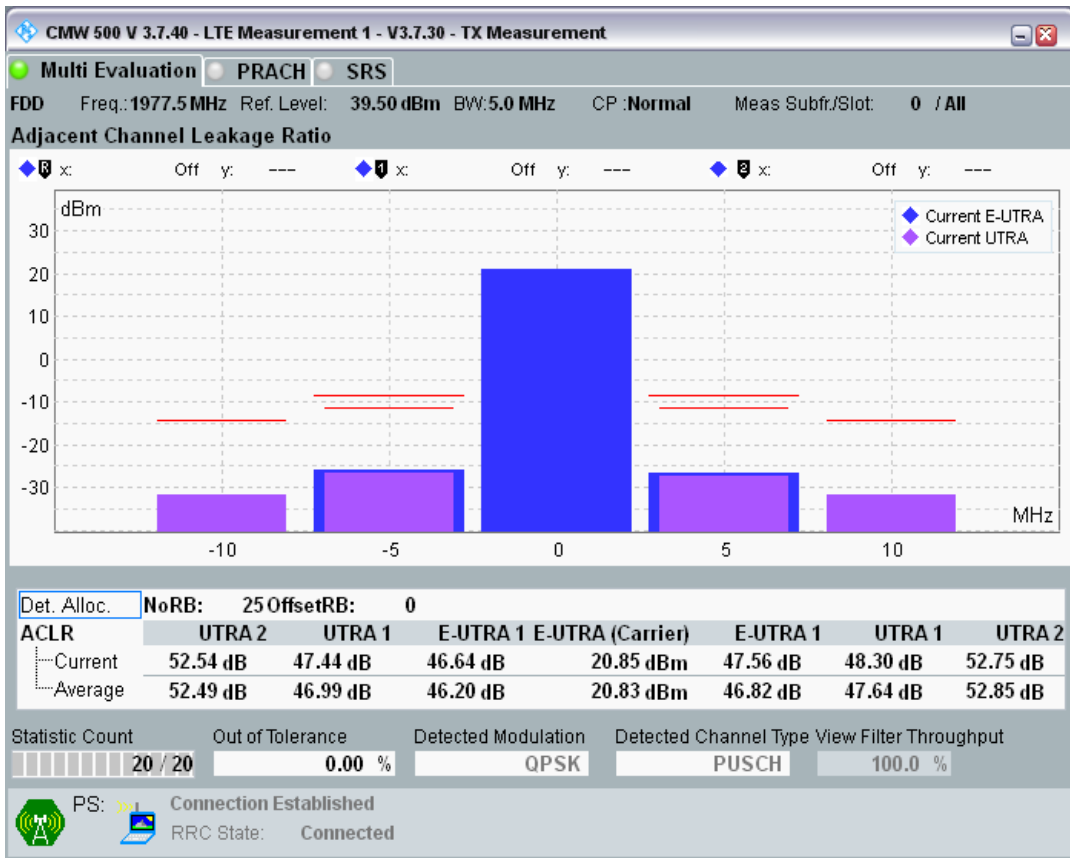 CMW 500 V 3.7.40 - LTE Measurement 1 - V3.7.30 - TX Measurement
Multi Evaluation PRACH SRS
FDD Freq.:1977.5 MHz Ref. Level: 39.50 dBm BW:5.0 MHz CP :Normal Meas Subfr./Slot: 0 / All
Adjacent Channel Leakage Ratio
R x: Off y: --- 1 x: Off y: --- 2 x: Off y: ---
dBm
Current E-UTRA
Current UTRA
30
20
10
0
-10
-20
-30
MHz
-10 -5 0 5 10
Det. Alloc. NoRB: 25 OffsetRB: 0
ACLR UTRA 2 UTRA 1 E-UTRA 1 E-UTRA (Carrier) E-UTRA 1 UTRA 1 UTRA 2
Current 52.54 dB 47.44 dB 46.64 dB 20.85 dBm 47.56 dB 48.30 dB 52.75 dB
Average 52.49 dB 46.99 dB 46.20 dB 20.83 dBm 46.82 dB 47.64 dB 52.85 dB
Statistic Count Out of Tolerance Detected Modulation Detected Channel Type View Filter Throughput
20 / 20 0.00 % QPSK PUSCH 100.0 %
PS: Connection Established
RRC State: Connected